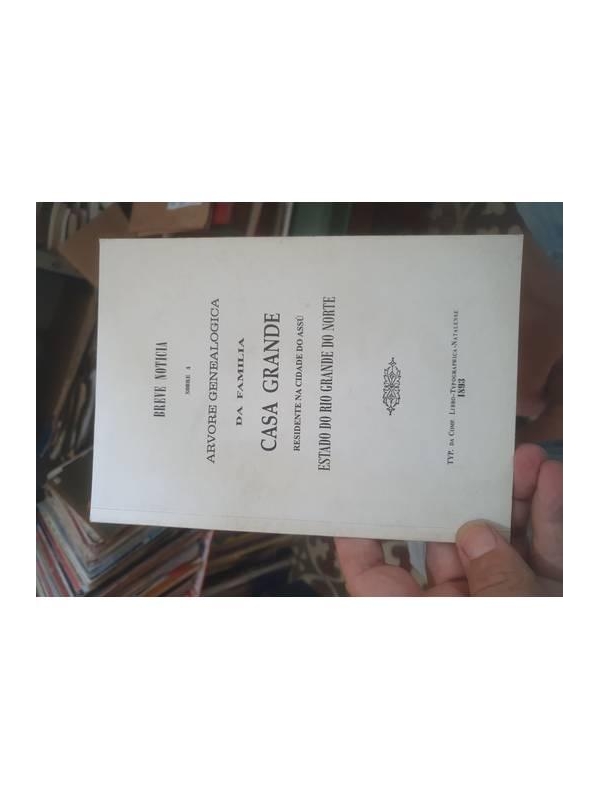 BREVE NOTICIA
SOBRE A
ARVORE GENEALOGICA
DA FAMILIA
CASA GRANDE
RESIDENTE NA CIDADE DO ASSÚ
ESTADO DO RIO GRANDE DO NORTE
TYP. DA COMP. LIBRO-TYPOGRAPHICA-NATALENSE
1893